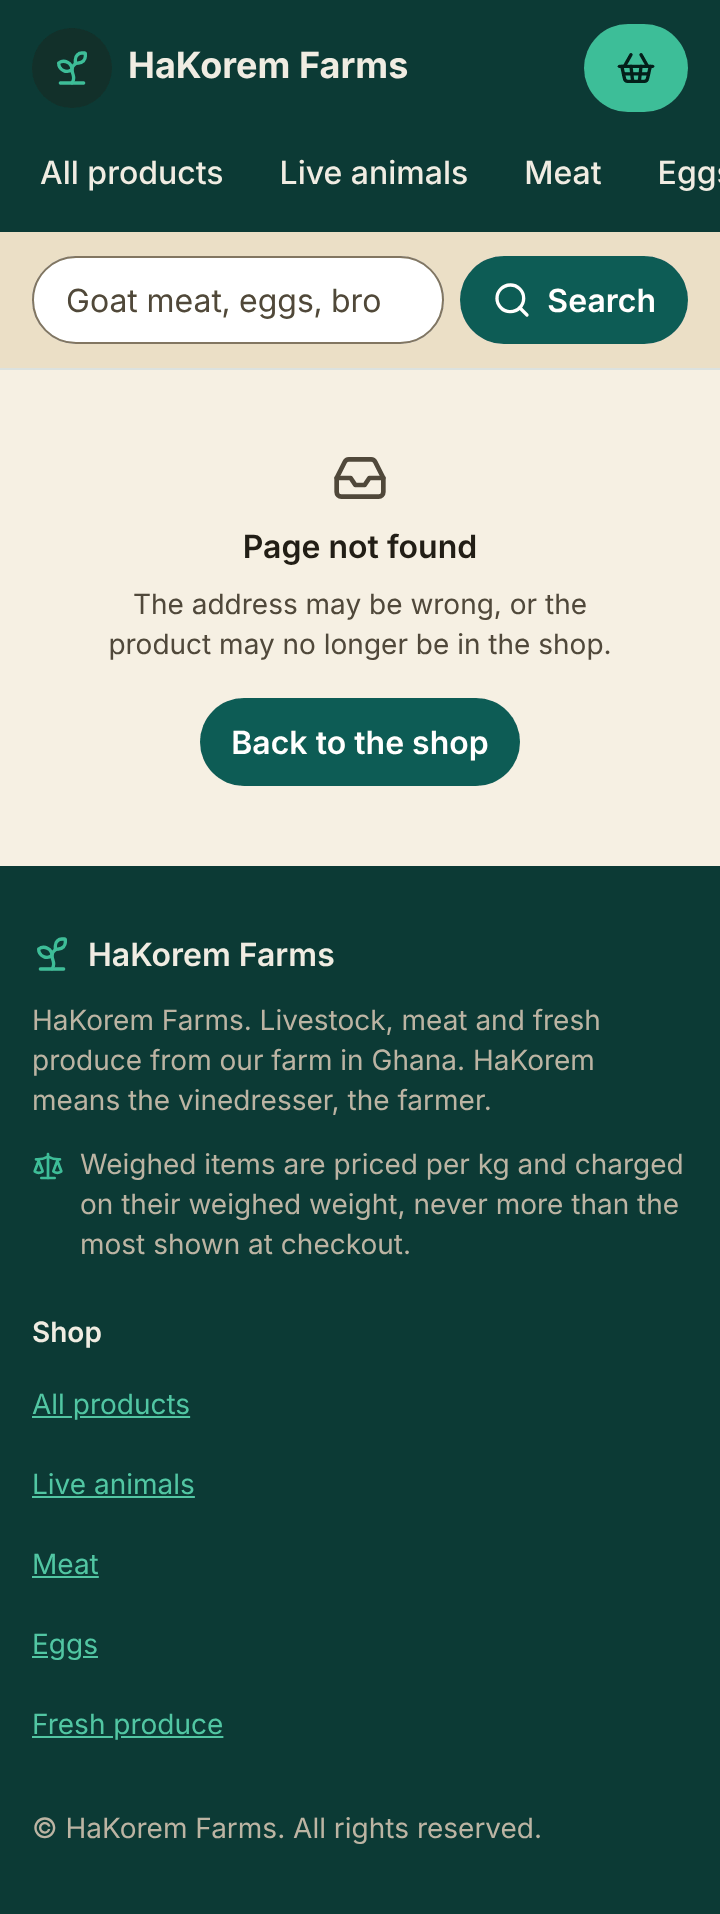 HaKorem Farms
All products Live animals Meat Eggs
Goat meat, eggs, bro
Search
Page not found
The address may be wrong, or the
product may no longer be in the shop.
Back to the shop
HaKorem Farms
HaKorem Farms. Livestock, meat and fresh
produce from our farm in Ghana. HaKorem
means the vinedresser, the farmer.
Weighed items are priced per kg and charged
on their weighed weight, never more than the
most shown at checkout.
Shop
All products
Live animals
Meat
Eggs
Fresh produce
© HaKorem Farms. All rights reserved.